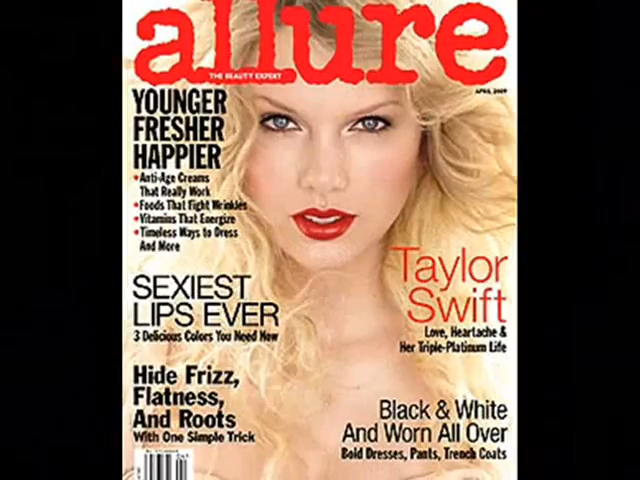 allure
THE BEAUTY EXPERT
APRIL 2009
YOUNGER
FRESHER
HAPPIER
•Anti-Age Creams
That Really Work
•Foods That Fight Wrinkles
•Vitamins That Energize
•Timeless Ways to Dress
And More
SEXIEST
LIPS EVER
3 Delicious Colors You Need Now
Taylor
Swift
Love, Heartache &
Her Triple-Platinum Life
Hide Frizz,
Flatness,
And Roots
With One Simple Trick
Black & White
And Worn All Over
Bold Dresses, Pants, Trench Coats